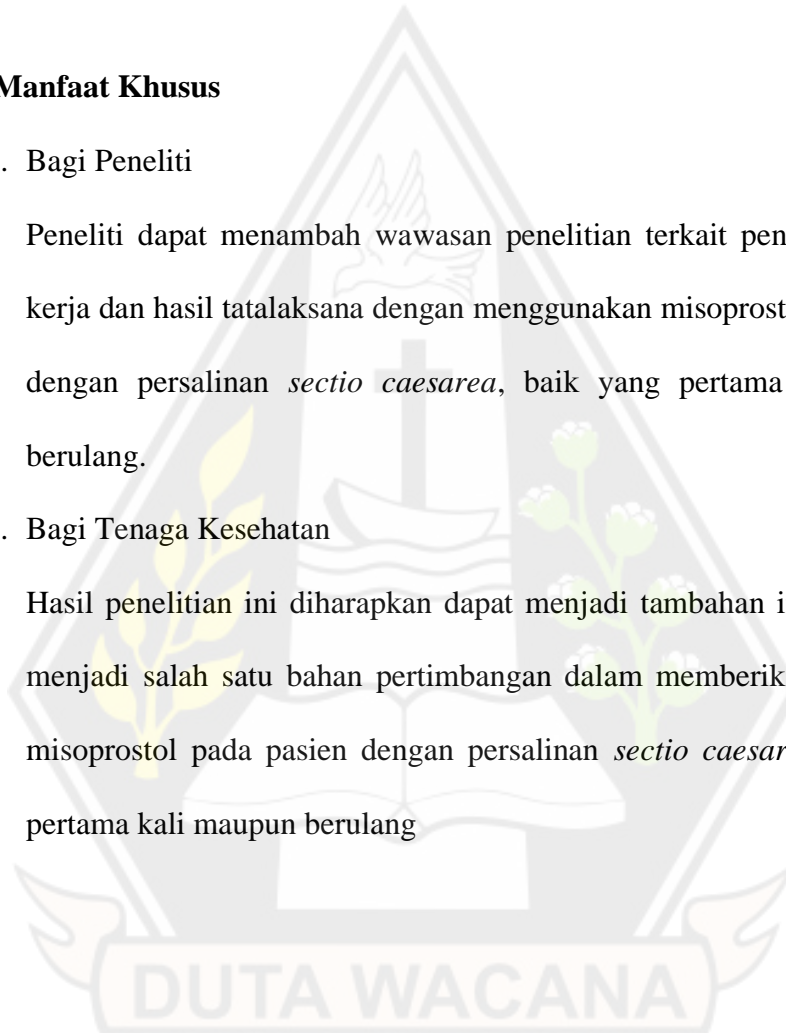 Manfaat Khusus
. Bagi Peneliti
Peneliti dapat menambah wawasan penelitian terkait pen
kerja dan hasil tatalaksana dengan menggunakan misoprost
dengan persalinan sectio caesarea, baik yang pertama
berulang.
. Bagi Tenaga Kesehatan
Hasil penelitian ini diharapkan dapat menjadi tambahan i
menjadi salah satu bahan pertimbangan dalam memberik
misoprostol pada pasien dengan persalinan sectio caesar
pertama kali maupun berulang
DUTA WACANA